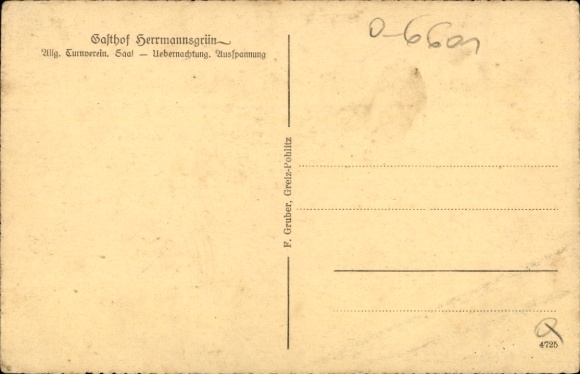 Gasthof Herrmannsgrün
Allg. Turnverein. Saal — Uebernachtung. Ausspannung
F. Gruber, Greiz-Pohlitz
0-6601
4725